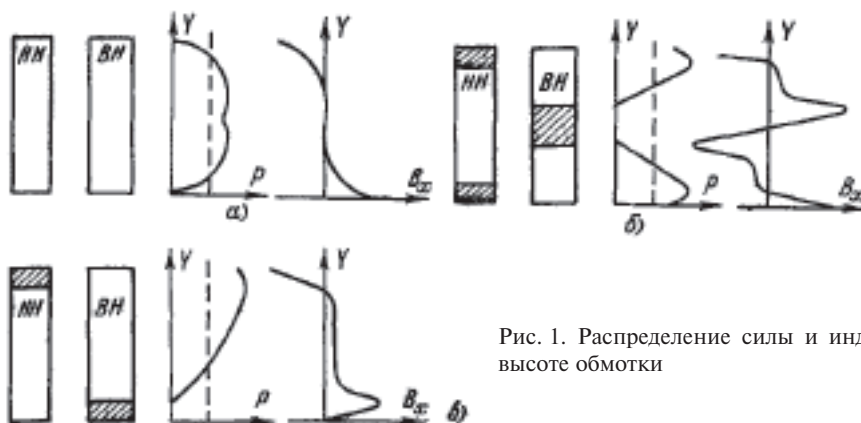 НН ВН Y P Y Bx
а)
НН ВН Y P Y Bx
б)
НН ВН Y P Y Bx
в)
Рис. 1. Распределение силы и инд
высоте обмотки